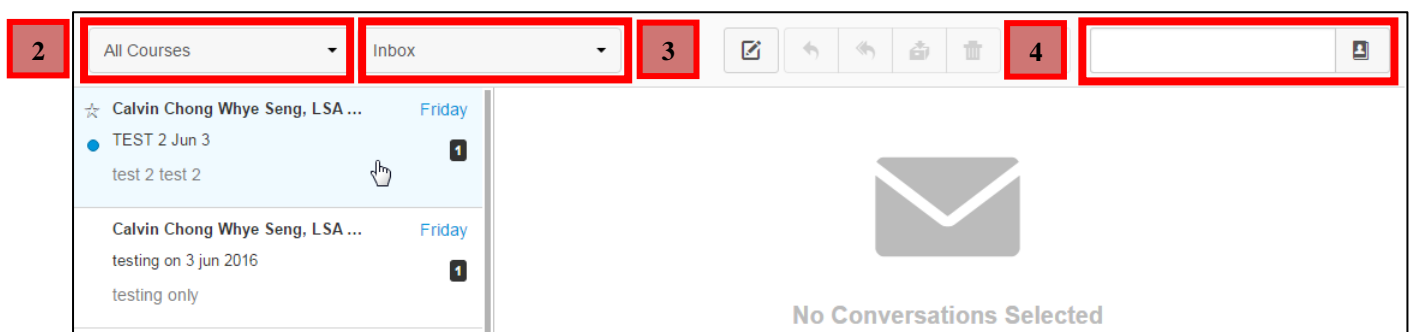 2 All Courses Inbox 3 4
Calvin Chong Whye Seng, LSA ... Friday
TEST 2 Jun 3 1
test 2 test 2
Calvin Chong Whye Seng, LSA ... Friday
testing on 3 jun 2016 1
testing only
No Conversations Selected